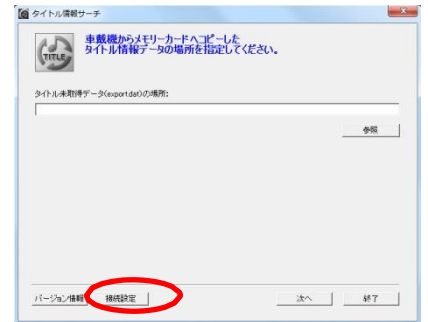 タイトル情報サーチ
TITLE
車載機からメモリーカードへコピーした
タイトル情報データの場所を指定してください。
タイトル未取得データ(export.dat)の場所:
参照
バージョン情報
接続設定
次へ
終了